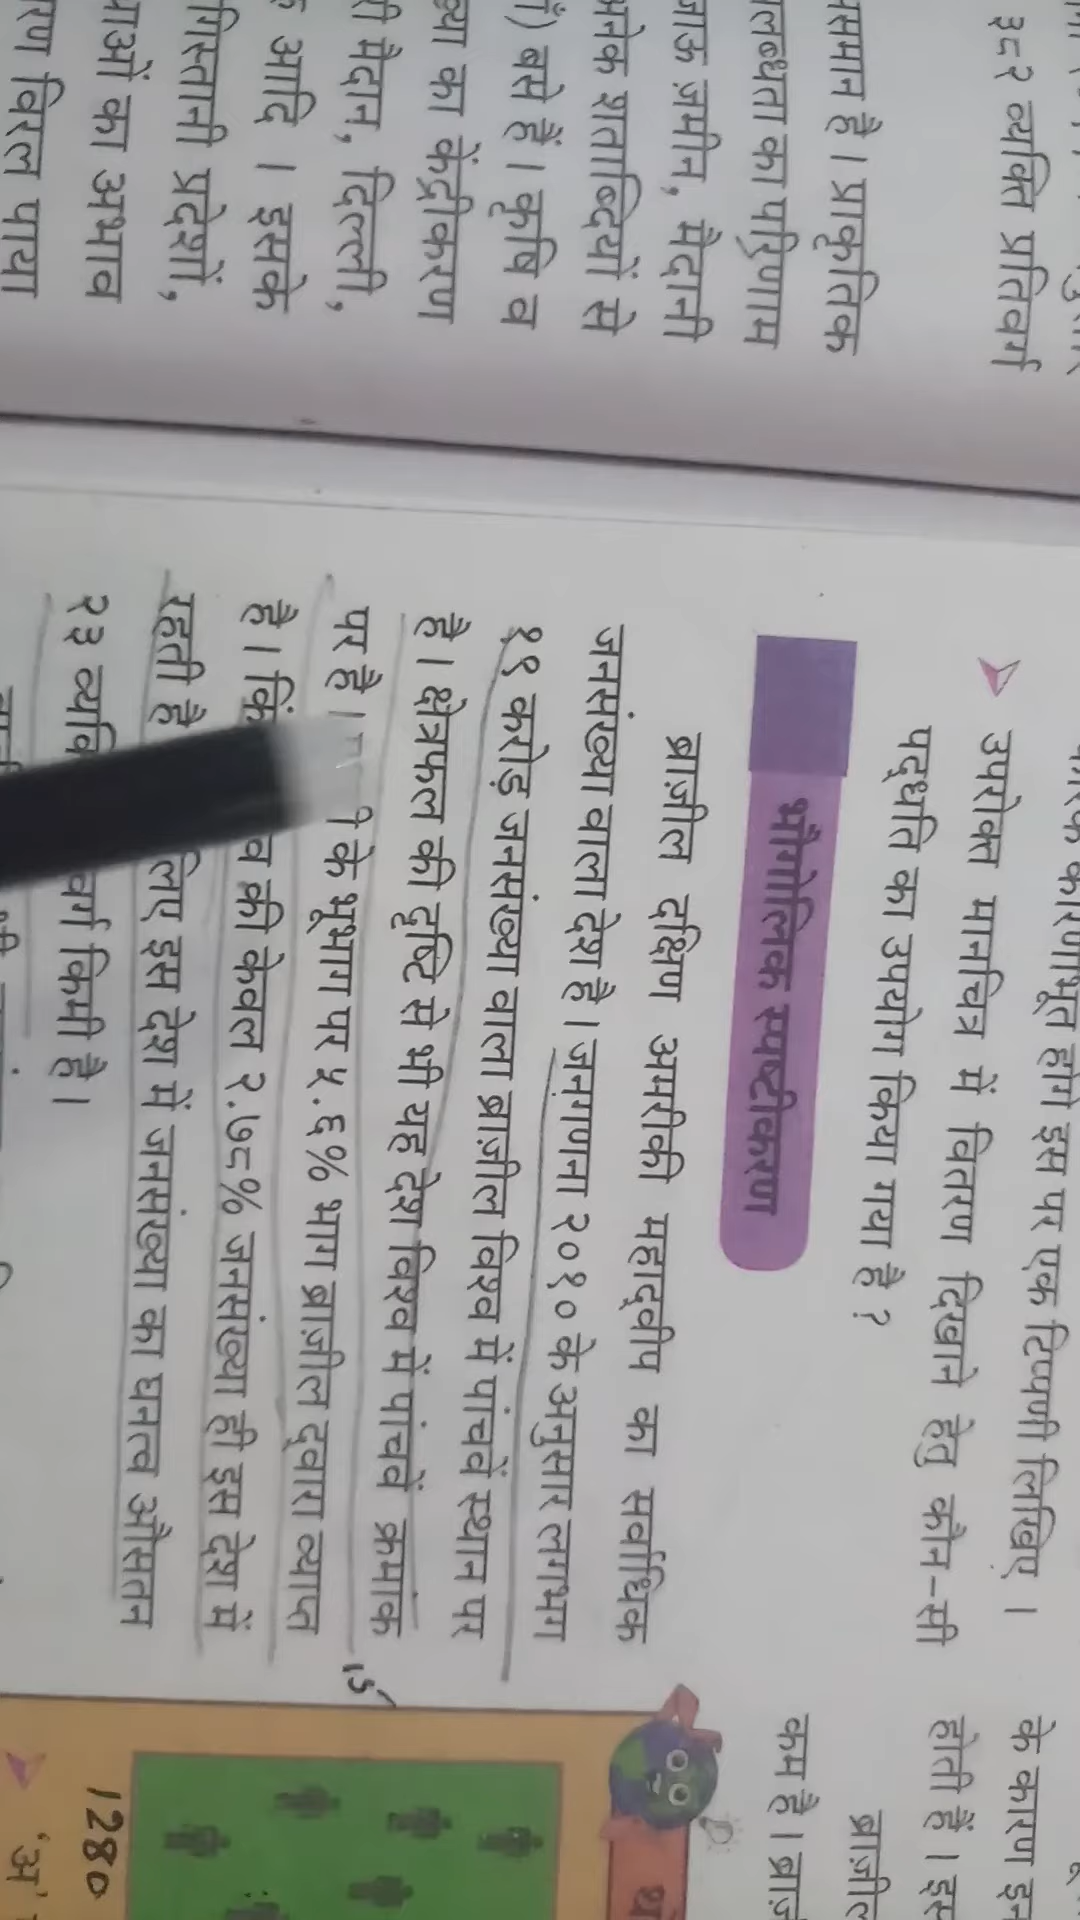 ३८२ व्यक्ति प्रतिवर्ग
समान है । प्राकृतिक
लब्धता का परिणाम
जाऊ ज़मीन, मैदानी
अनेक शताब्दियों से
बसे हैं । कृषि व
ख्या का केंद्रीकरण
मैदान, दिल्ली,
आदि । इसके
गिस्तानी प्रदेशों,
का अभाव
रण विरल पाया
कारणीभूत होंगे इस पर एक टिप्पणी लिखिए ।
उपरोक्त मानचित्र में वितरण दिखाने हेतु कौन-सी
पद्धति का उपयोग किया गया है ?
भौगोलिक स्पष्टीकरण
ब्राज़ील दक्षिण अमरीकी महाद्वीप का सर्वाधिक
जनसंख्या वाला देश है । जनगणना २०१० के अनुसार लगभग
१९ करोड़ जनसंख्या वाला ब्राज़ील विश्व में पांचवें स्थान पर
है । क्षेत्रफल की दृष्टि से भी यह देश विश्व में पांचवें क्रमांक
पर है । के भूभाग पर ५.६% भाग ब्राज़ील द्वारा व्याप्त
है । की केवल २.७८% जनसंख्या ही इस देश में
रहती है इस देश में जनसंख्या का घनत्व औसतन
२३ वर्ग किमी है ।
के कारण इन
होती हैं । इस
ब्राज़ील
कम है । ब्राज़
1280
'अ'